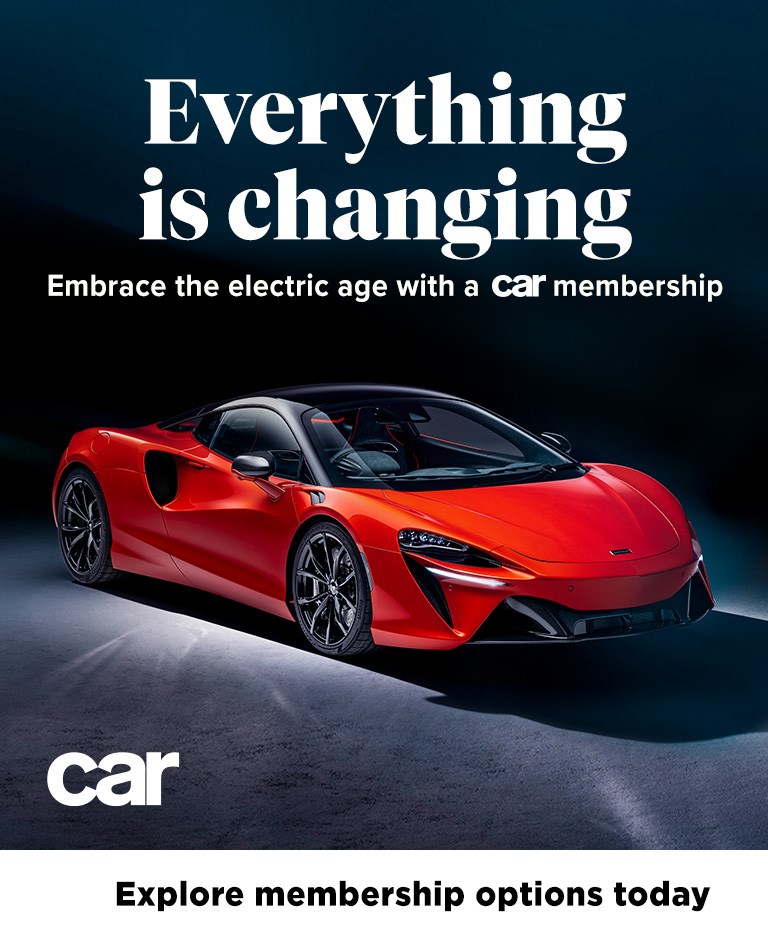 Everything
is changing
Embrace the electric age with a car membership
car
Explore membership options today